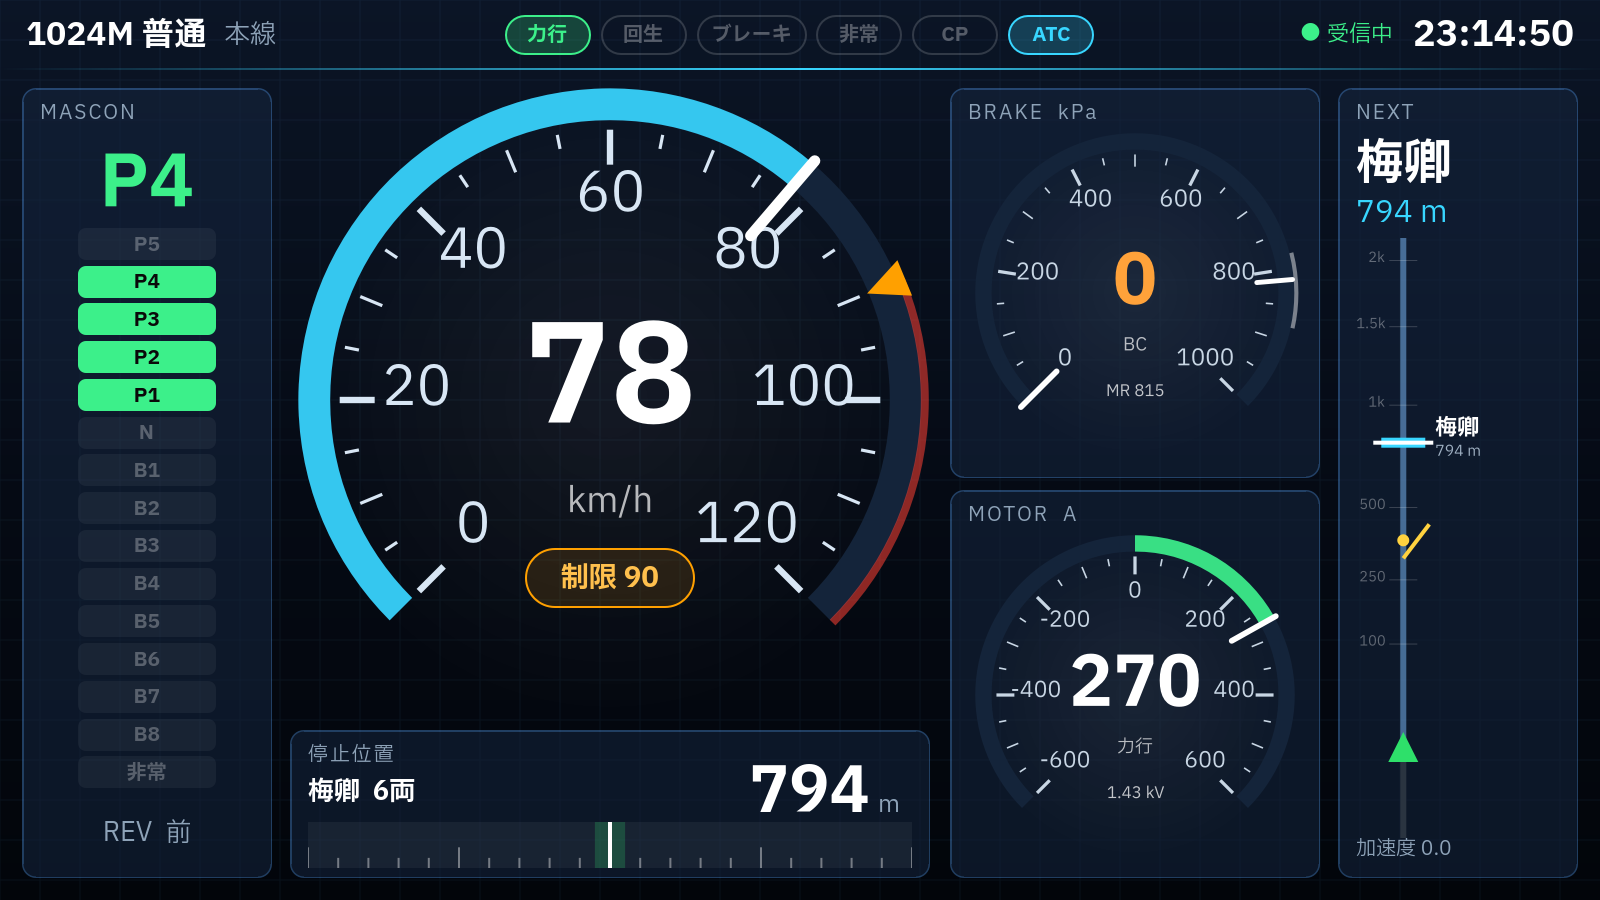 1024M 普通 本線
力行 回生 ブレーキ 非常 CP ATC
受信中 23:14:50
MASCON
P4
P5
P4
P3
P2
P1
N
B1
B2
B3
B4
B5
B6
B7
B8
非常
REV 前
0 20 40 60 80 100 120
78
km/h
制限 90
停止位置
梅卿 6両
794 m
BRAKE kPa
0 200 400 600 800 1000
0
BC
MR 815
MOTOR A
-600 -400 -200 0 200 400 600
270
力行
1.43 kV
NEXT
梅卿
794 m
2k
1.5k
1k
梅卿
794 m
500
250
100
加速度 0.0